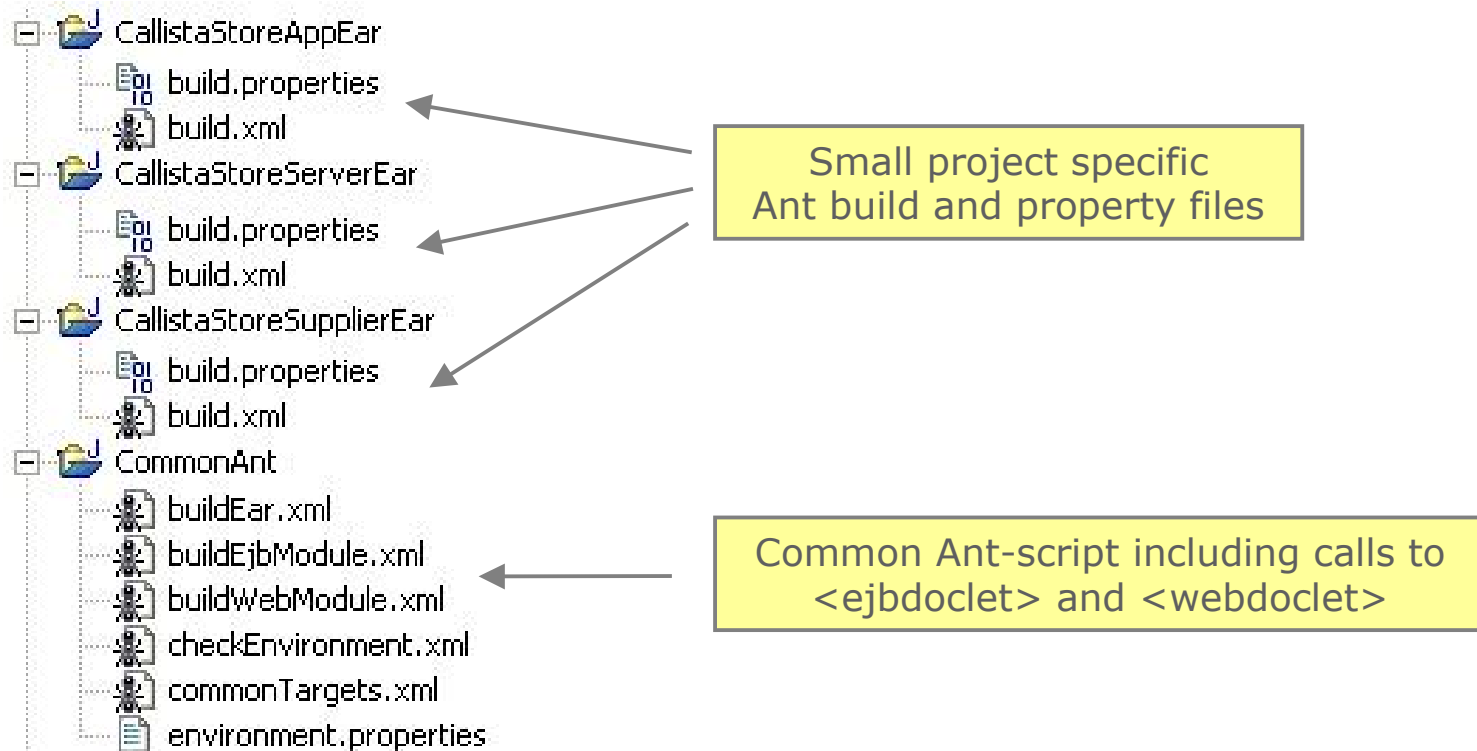 CallistaStoreAppEar
build.properties
build.xml
CallistaStoreServerEar
build.properties
build.xml
CallistaStoreSupplierEar
build.properties
build.xml
CommonAnt
buildEar.xml
buildEjbModule.xml
buildWebModule.xml
checkEnvironment.xml
commonTargets.xml
environment.properties
Small project specific
Ant build and property files
Common Ant-script including calls to
<ejbdoclet> and <webdoclet>